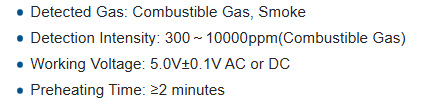 • Detected Gas: Combustible Gas, Smoke
• Detection Intensity: 300~10000ppm(Combustible Gas)
• Working Voltage: 5.0V±0.1V AC or DC
• Preheating Time: ≥2 minutes